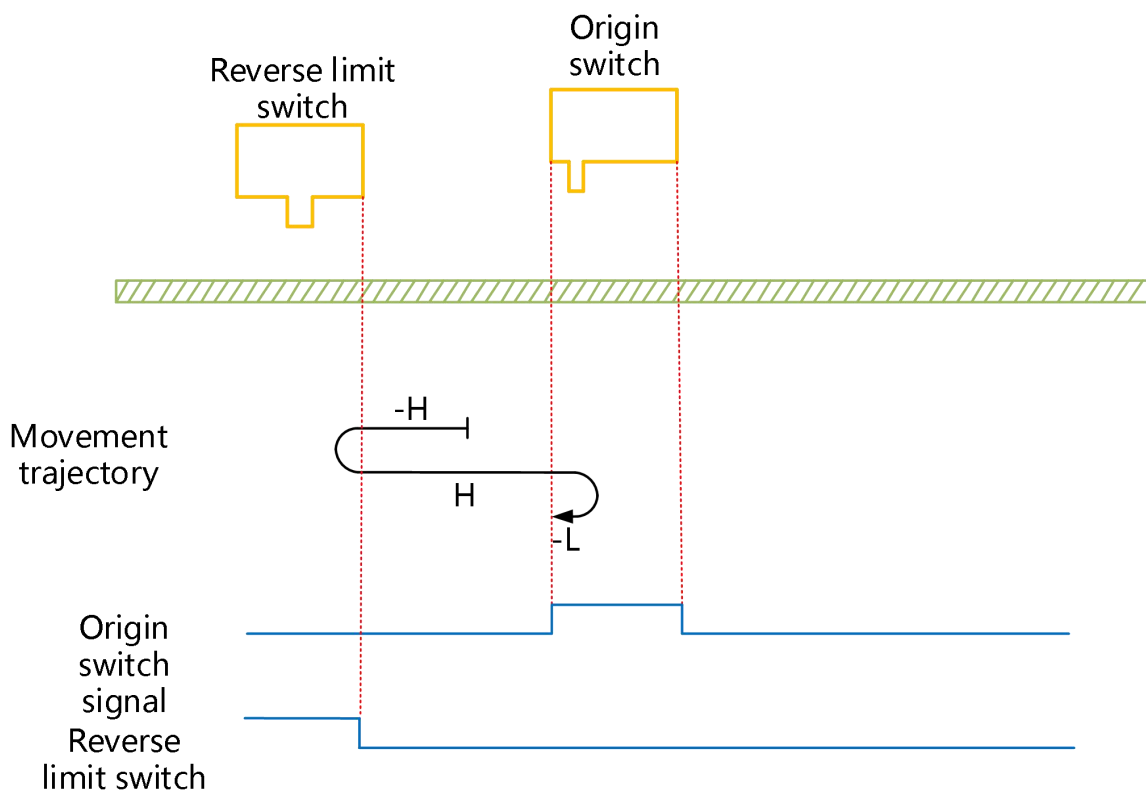 Origin
switch
Reverse limit
switch
-H
Movement
trajectory
H
-L
Origin
switch
signal
Reverse
limit switch